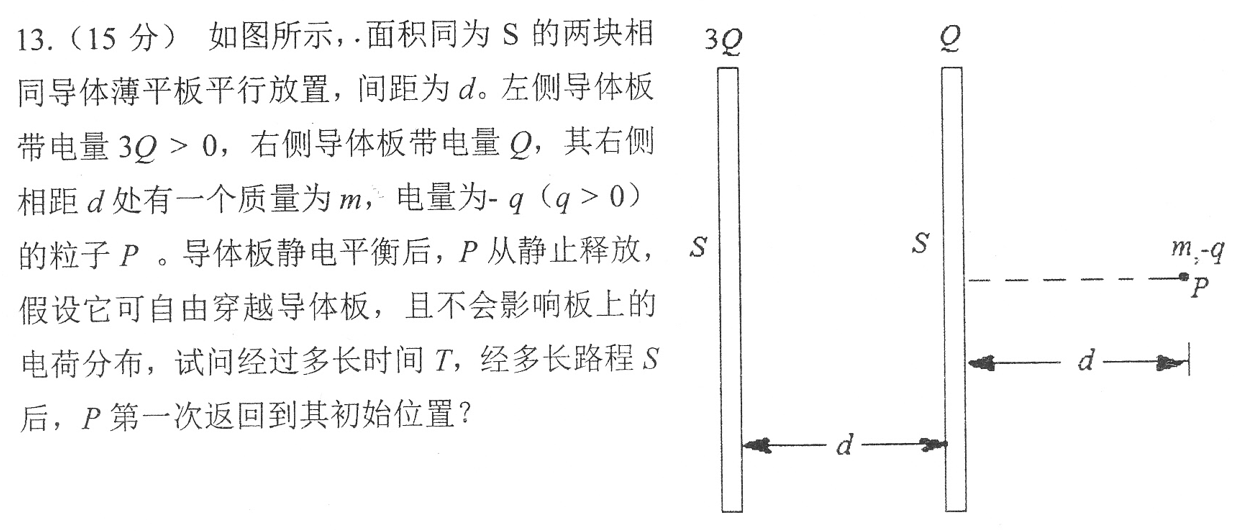 13.（15 分） 如图所示，.面积同为 S 的两块相
同导体薄平板平行放置，间距为 d。左侧导体板
带电量 3Q > 0，右侧导体板带电量 Q，其右侧
相距 d 处有一个质量为 m， 电量为- q（q > 0）
的粒子 P 。导体板静电平衡后，P 从静止释放，
假设它可自由穿越导体板，且不会影响板上的
电荷分布，试问经过多长时间 T，经多长路程 S
后，P 第一次返回到其初始位置？
3Q
Q
S
S
m,-q
P
d
d